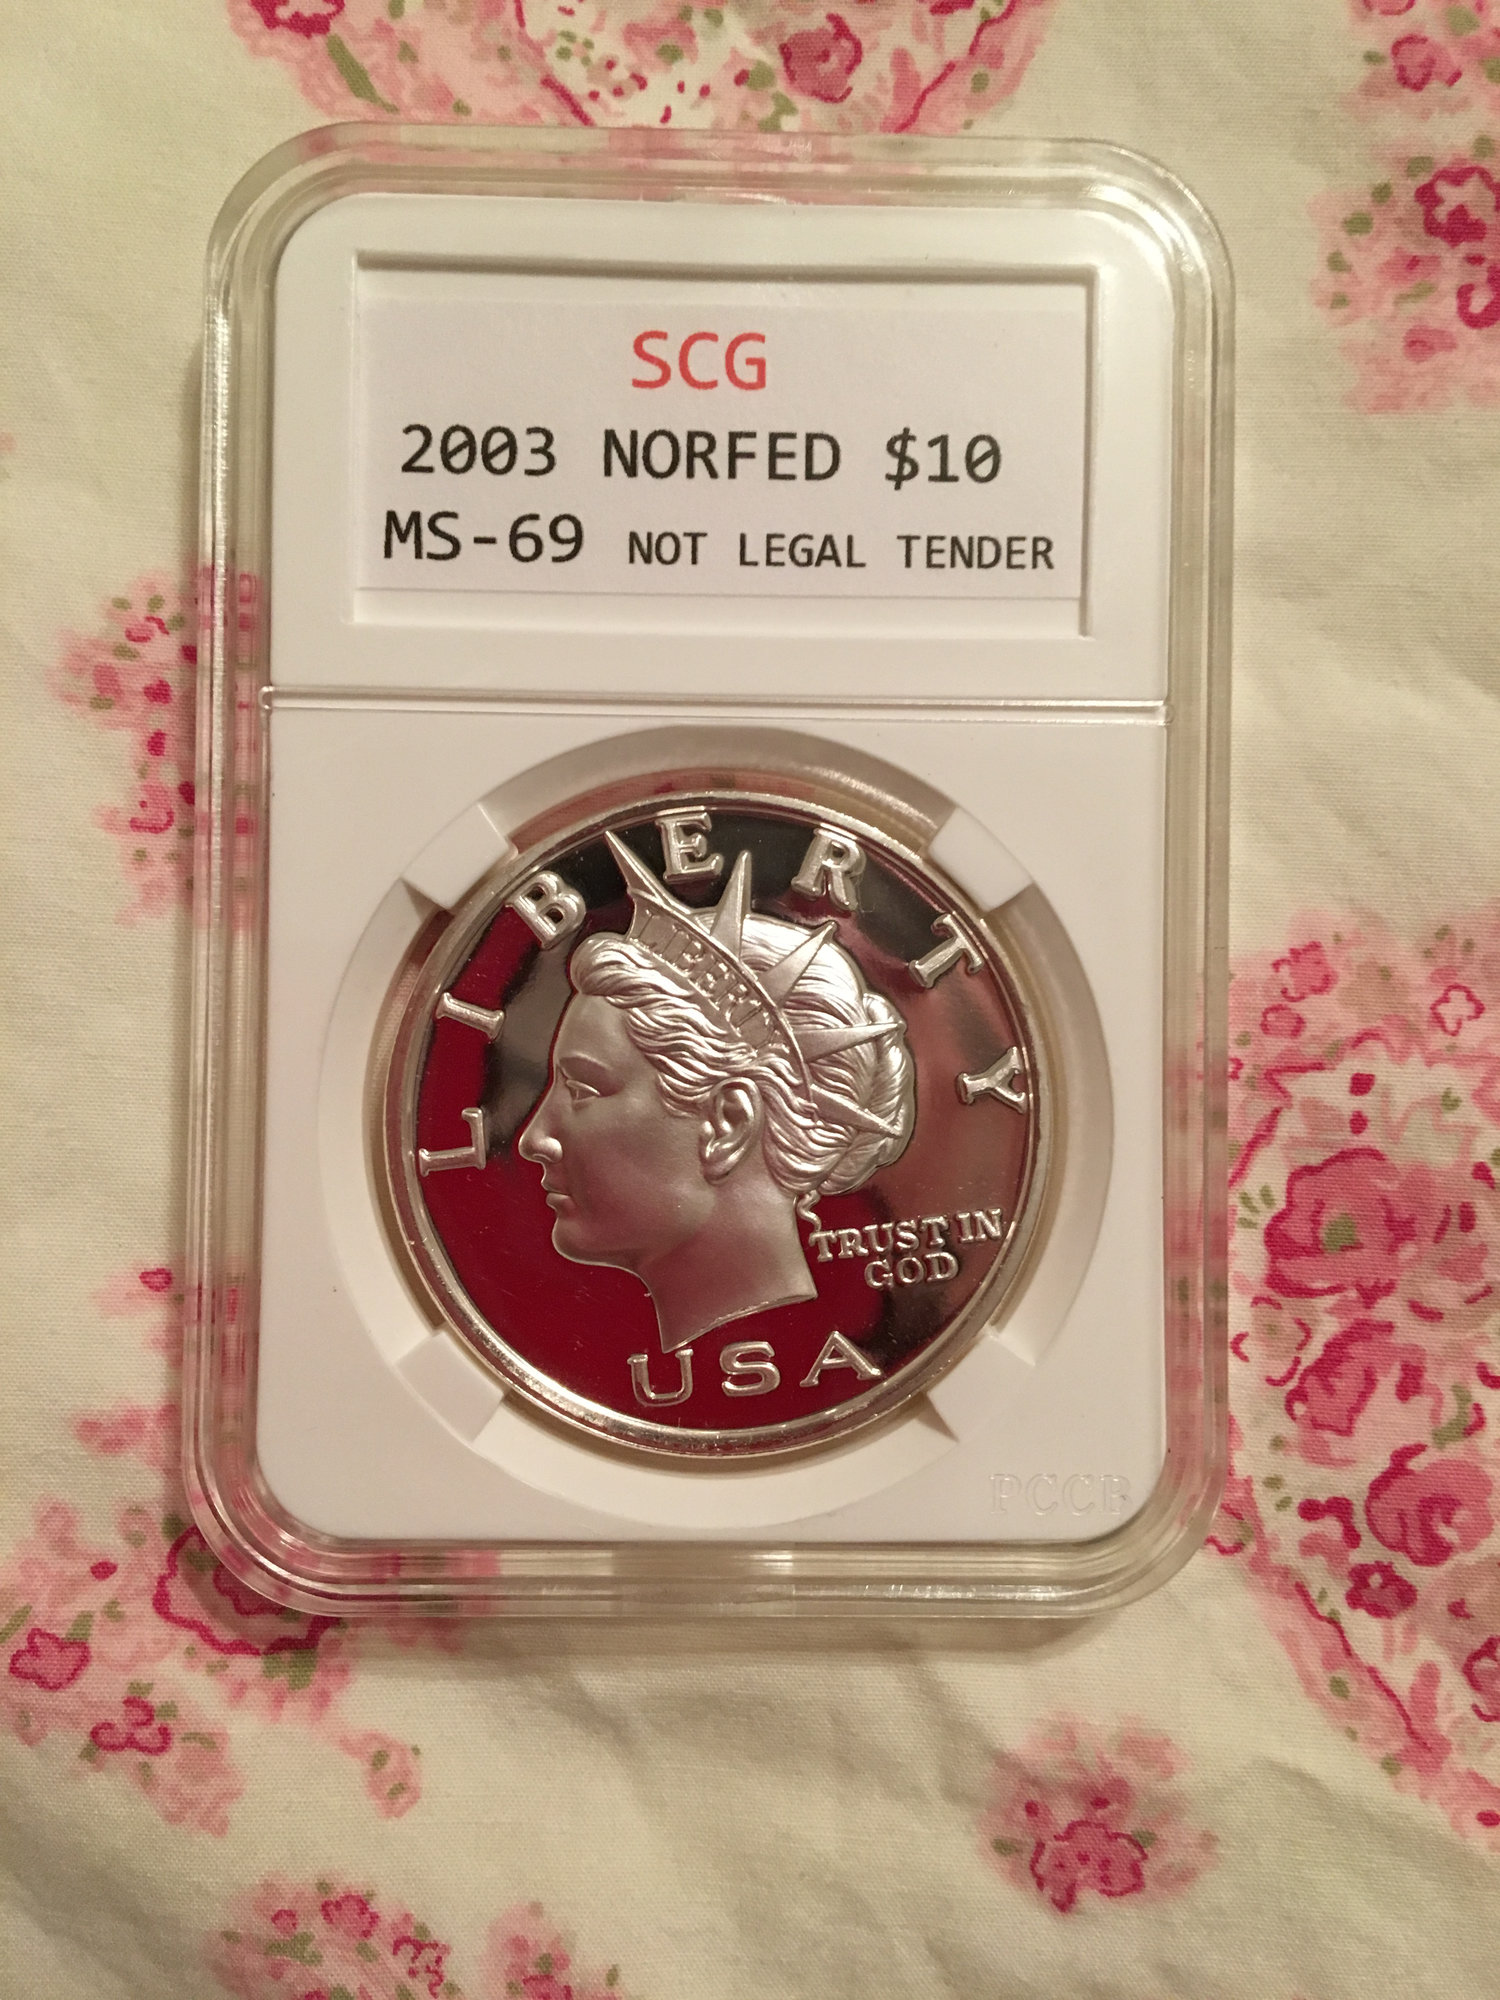 SCG
2003 NORFED $10
MS-69 NOT LEGAL TENDER
LIBERTY
LIBERTY
TRUST IN
GOD
USA
PCCB